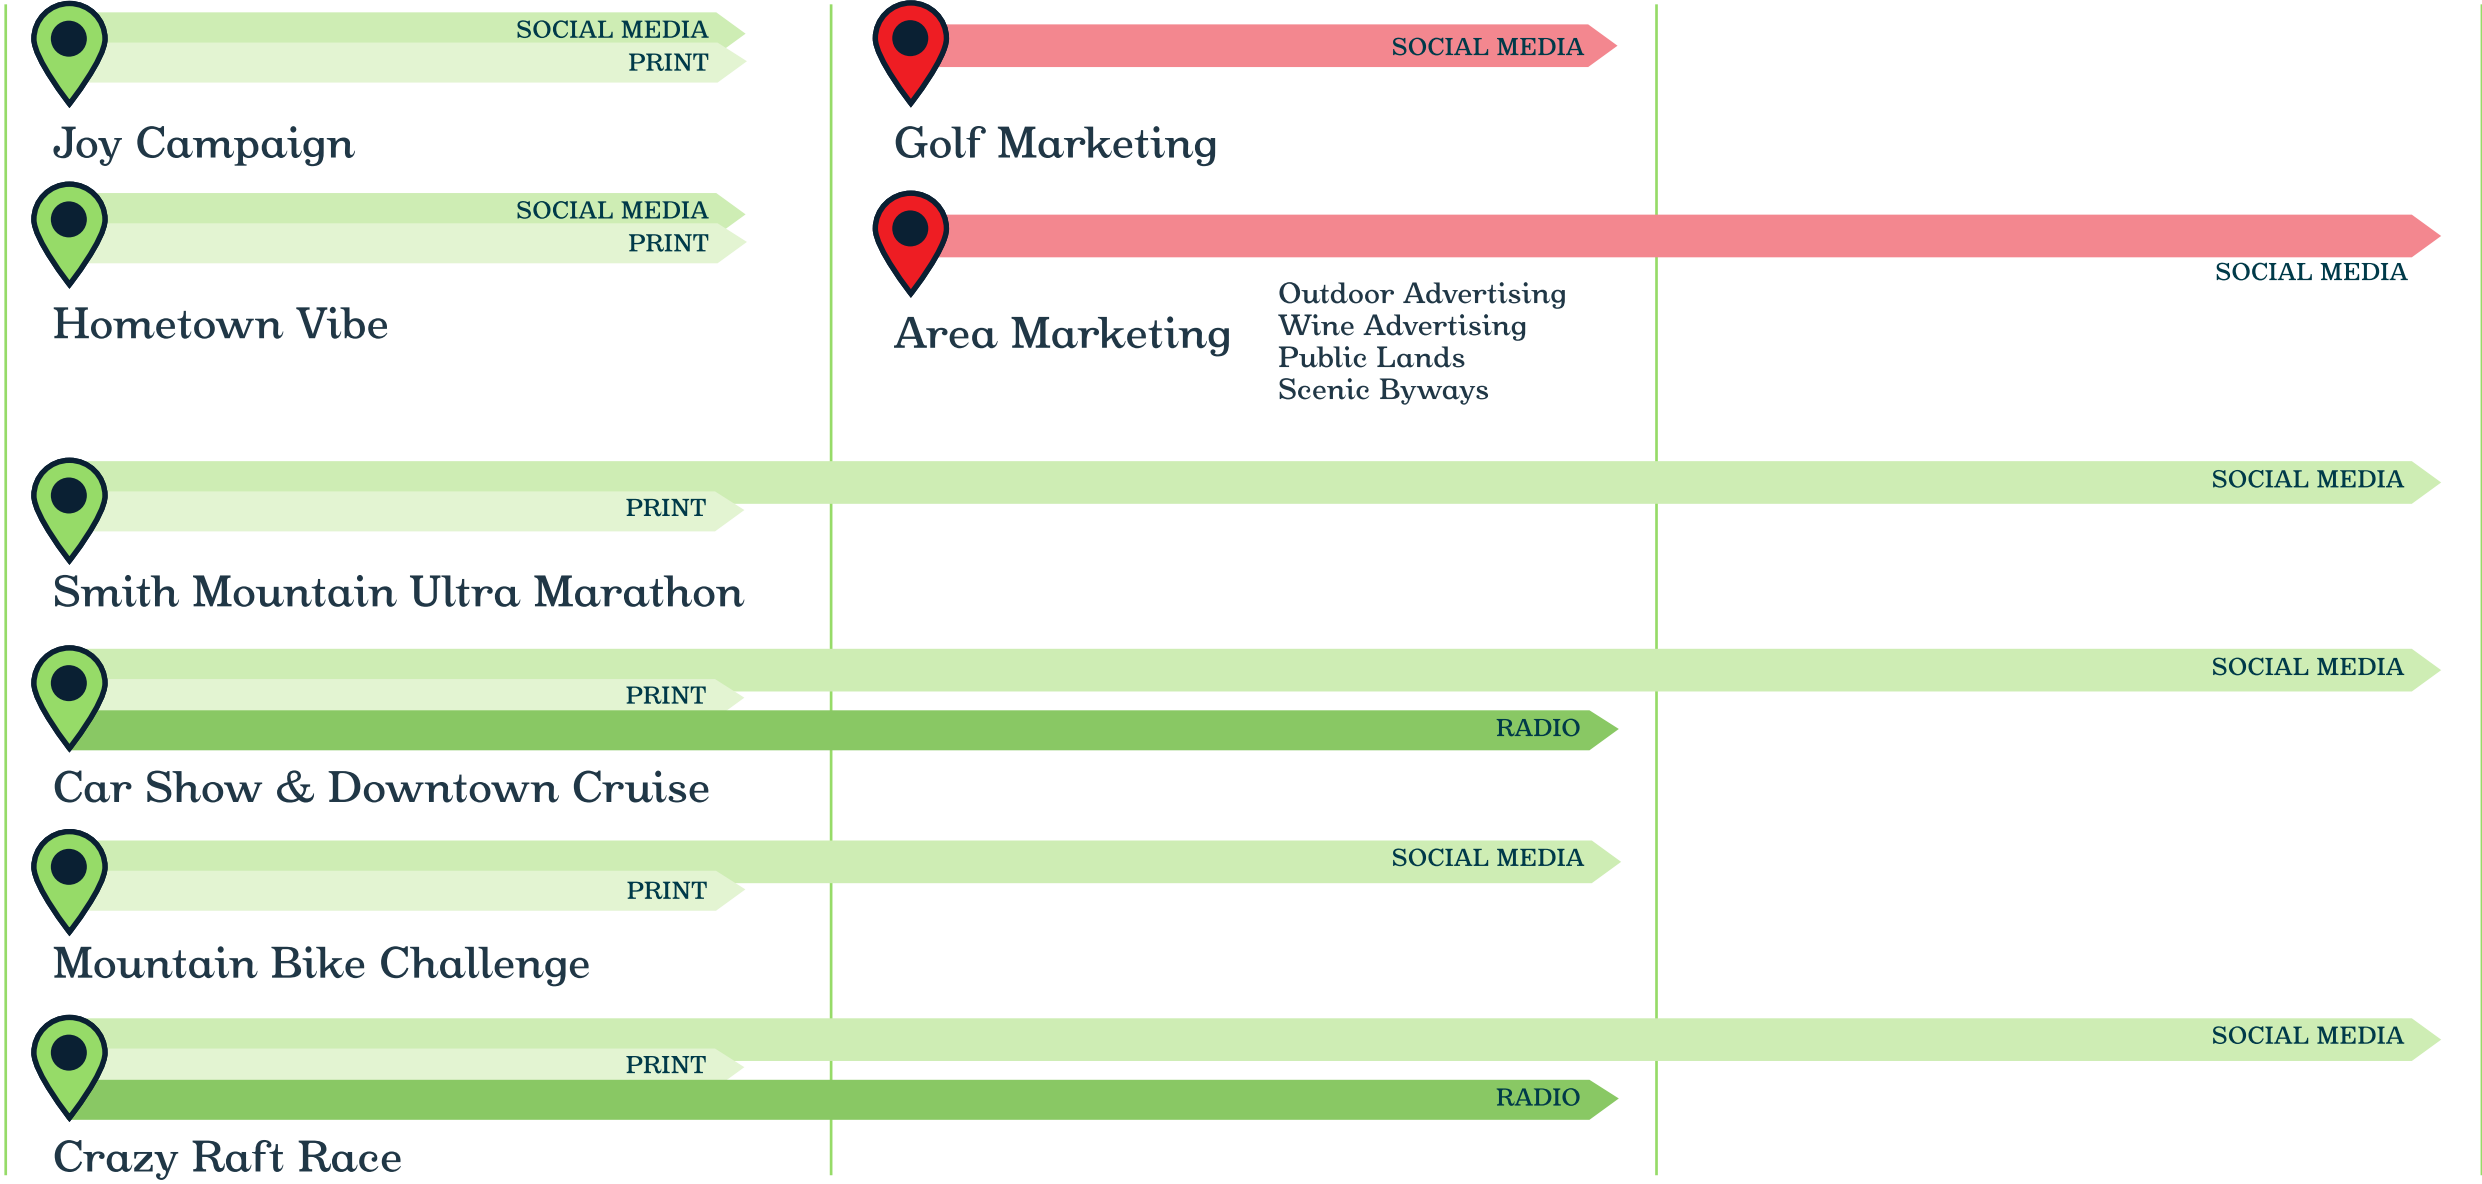 SOCIAL MEDIA
PRINT
Joy Campaign
SOCIAL MEDIA
Golf Marketing
SOCIAL MEDIA
PRINT
Hometown Vibe
SOCIAL MEDIA
Area Marketing
Outdoor Advertising
Wine Advertising
Public Lands
Scenic Byways
SOCIAL MEDIA
PRINT
Smith Mountain Ultra Marathon
SOCIAL MEDIA
PRINT
RADIO
Car Show & Downtown Cruise
SOCIAL MEDIA
PRINT
Mountain Bike Challenge
SOCIAL MEDIA
PRINT
RADIO
Crazy Raft Race